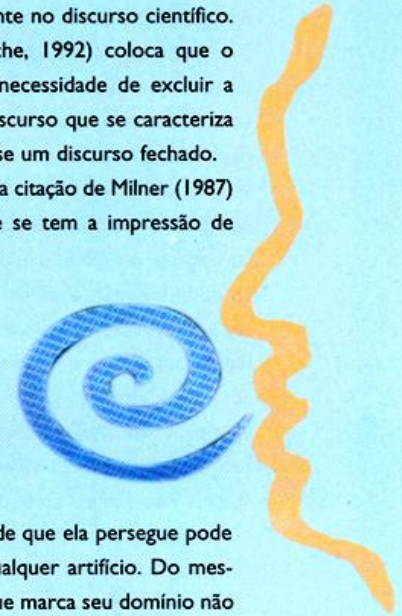 nte no discurso científico.
che, 1992) coloca que o
necessidade de excluir a
scurso que se caracteriza
se um discurso fechado.
a citação de Milner (1987)
e se tem a impressão de
de que ela persegue pode
ualquer artifício. Do mes-
ue marca seu domínio não